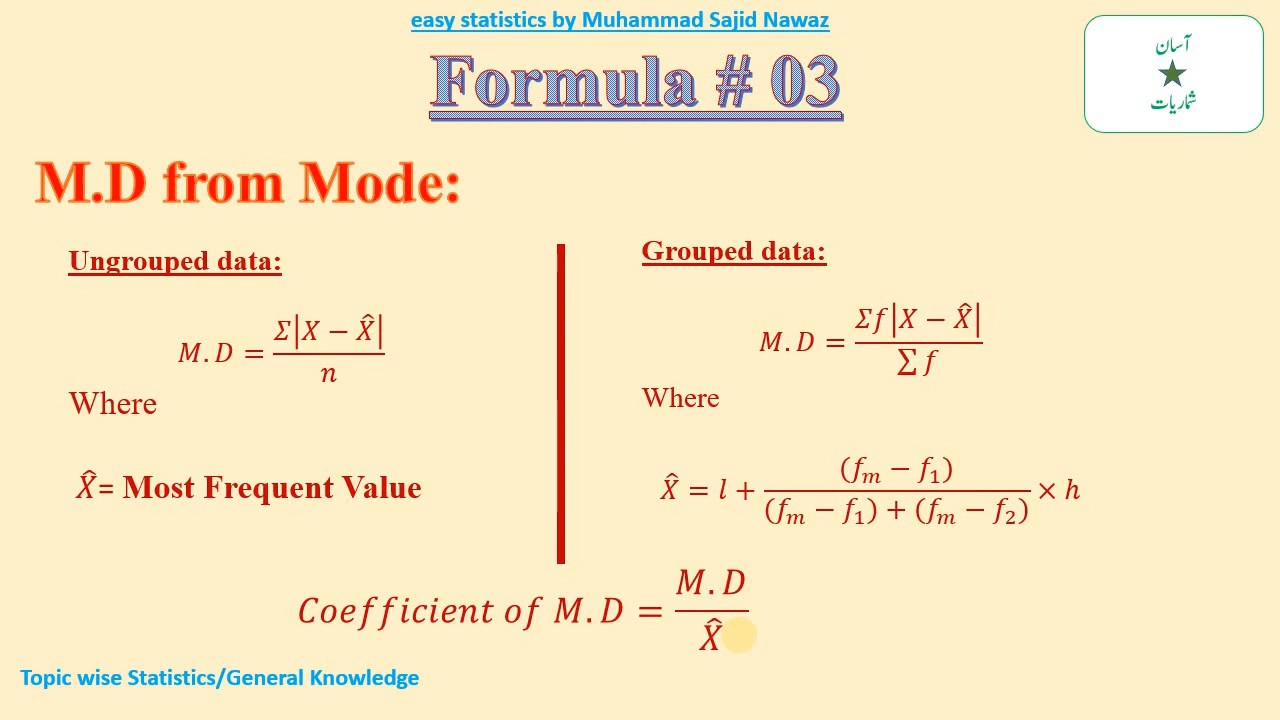 easy statistics by Muhammad Sajid Nawaz
Formula # 03
آسان
شماریات
M.D from Mode:
Ungrouped data:
M.D = Σ|X − X̂| / n
Where
X̂= Most Frequent Value
Grouped data:
M.D = Σf|X − X̂| / ∑ f
Where
X̂ = l + (fₘ − f₁) / (fₘ − f₁) + (fₘ − f₂) × h
Coefficient of M.D = M.D / X̂
Topic wise Statistics/General Knowledge